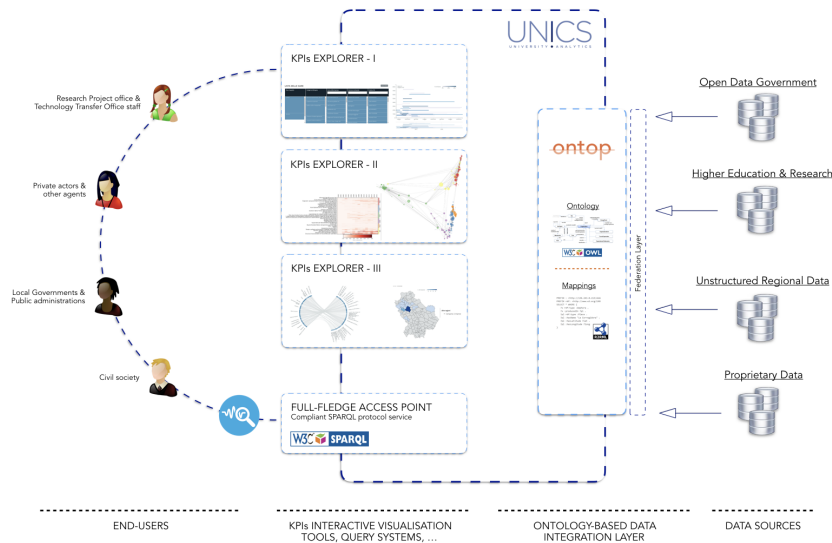 UNICS
UNIVERSITY ANALYTICS
KPIs EXPLORER - I
Research Project office &
Technology Transfer Office staff
Open Data Government
ontop
KPIs EXPLORER - II
Private actors &
other agents
Higher Education & Research
Ontology
W3C OWL
Federation Layer
KPIs EXPLORER - III
Local Governments &
Public administrations
Unstructured Regional Data
Mappings
Civil society
Proprietary Data
FULL-FLEDGE ACCESS POINT
Compliant SPARQL protocol service
W3C SPARQL
END-USERS
KPIs INTERACTIVE VISUALISATION
TOOLS, QUERY SYSTEMS, ...
ONTOLOGY-BASED DATA
INTEGRATION LAYER
DATA SOURCES